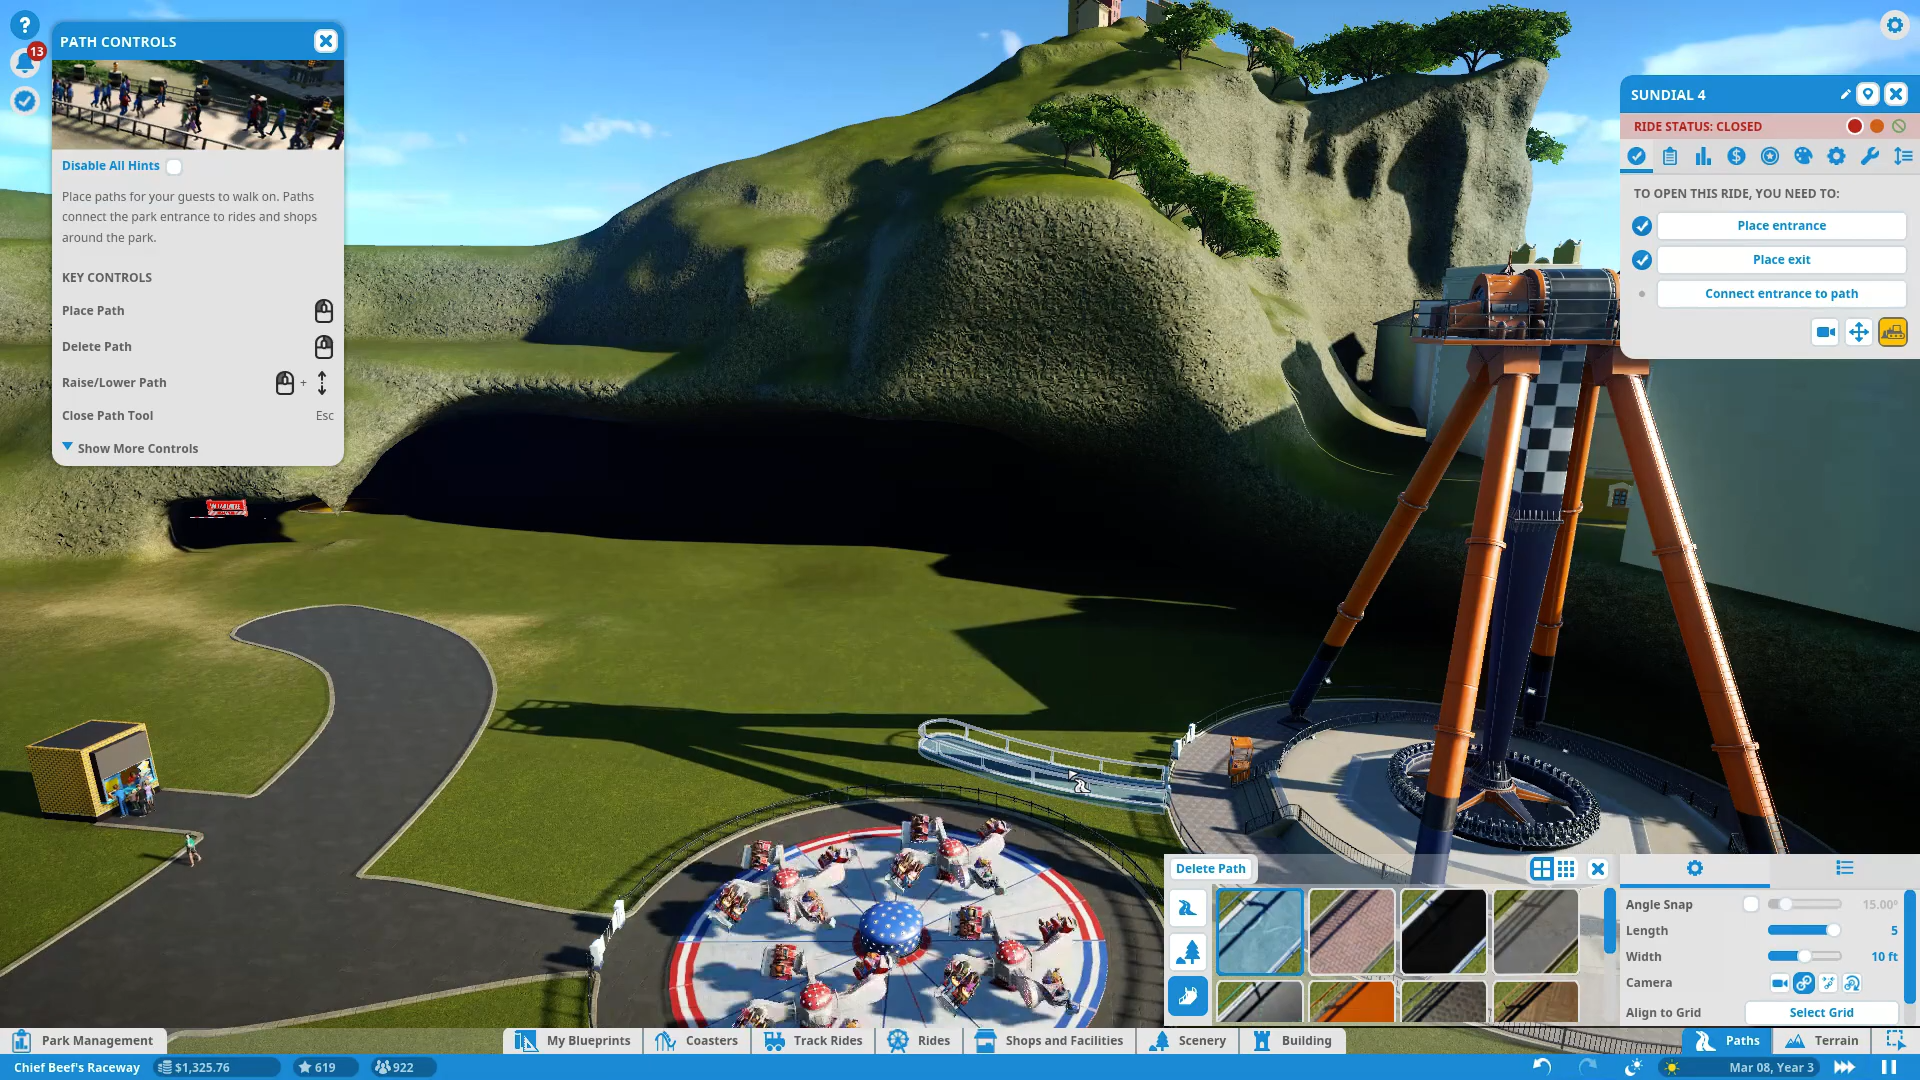 ?
13
PATH CONTROLS
Disable All Hints
Place paths for your guests to walk on. Paths
connect the park entrance to rides and shops
around the park.
KEY CONTROLS
Place Path
Delete Path
Raise/Lower Path +
Close Path Tool Esc
Show More Controls
SUNDIAL 4
RIDE STATUS: CLOSED
TO OPEN THIS RIDE, YOU NEED TO:
Place entrance
Place exit
Connect entrance to path
Delete Path
Angle Snap 15.00°
Length 5
Width 10 ft
Camera
Align to Grid Select Grid
Park Management
My Blueprints
Coasters
Track Rides
Rides
Shops and Facilities
Scenery
Building
Paths
Terrain
Chief Beef's Raceway
$1,325.76
619
922
Mar 08, Year 3